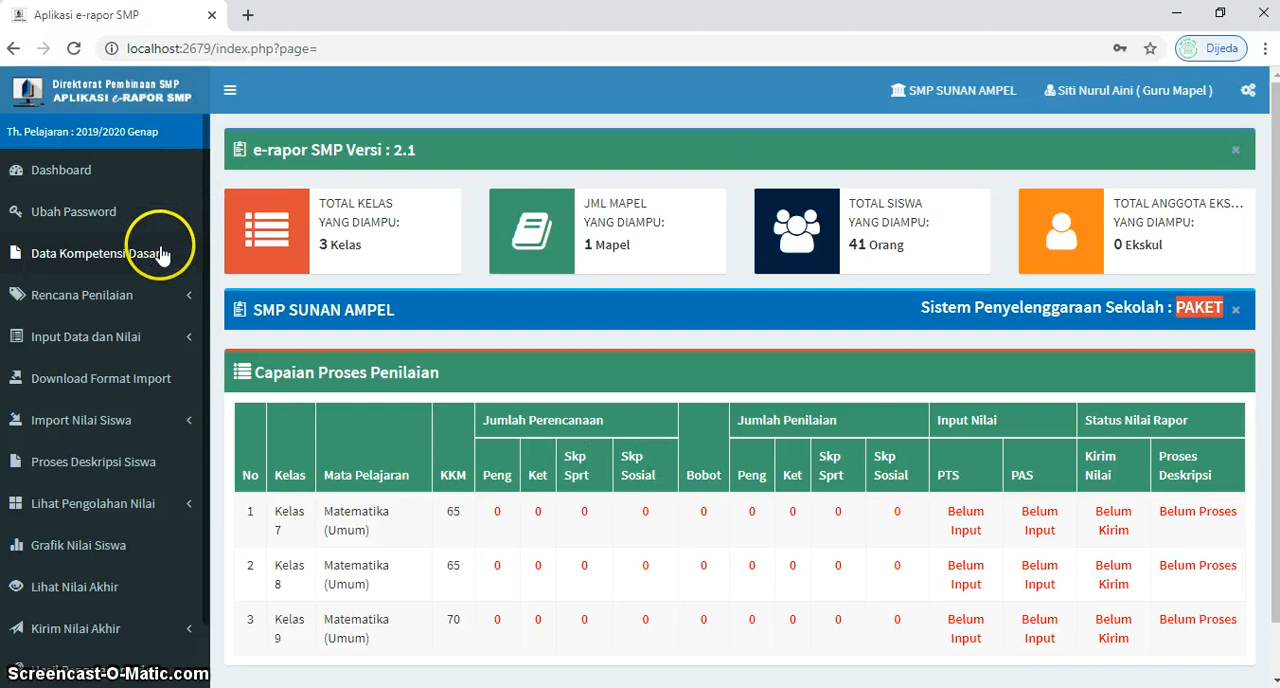 Aplikasi e-rapor SMP
localhost:2679/index.php?page=
Dijeda
Direktorat Pembinaan SMP
APLIKASI e-RAPOR SMP
SMP SUNAN AMPEL
Siti Nurul Aini ( Guru Mapel )
Th. Pelajaran : 2019/2020 Genap
Dashboard
Ubah Password
Data Kompetensi Dasar
Rencana Penilaian
Input Data dan Nilai
Download Format Import
Import Nilai Siswa
Proses Deskripsi Siswa
Lihat Pengolahan Nilai
Grafik Nilai Siswa
Lihat Nilai Akhir
Kirim Nilai Akhir
e-rapor SMP Versi : 2.1
TOTAL KELAS
YANG DIAMPU:
3 Kelas
JML MAPEL
YANG DIAMPU:
1 Mapel
TOTAL SISWA
YANG DIAMPU:
41 Orang
TOTAL ANGGOTA EKS...
YANG DIAMPU:
0 Ekskul
SMP SUNAN AMPEL
Sistem Penyelenggaraan Sekolah : PAKET
Capaian Proses Penilaian
No Kelas Mata Pelajaran KKM Jumlah Perencanaan Bobot Jumlah Penilaian Input Nilai Status Nilai Rapor
Peng Ket Skp Sprt Skp Sosial Peng Ket Skp Sprt Skp Sosial PTS PAS Kirim Nilai Proses Deskripsi
1 Kelas 7 Matematika (Umum) 65 0 0 0 0 0 0 0 0 0 Belum Input Belum Input Belum Kirim Belum Proses
2 Kelas 8 Matematika (Umum) 65 0 0 0 0 0 0 0 0 0 Belum Input Belum Input Belum Kirim Belum Proses
3 Kelas 9 Matematika (Umum) 70 0 0 0 0 0 0 0 0 0 Belum Input Belum Input Belum Kirim Belum Proses
Screencast-O-Matic.com